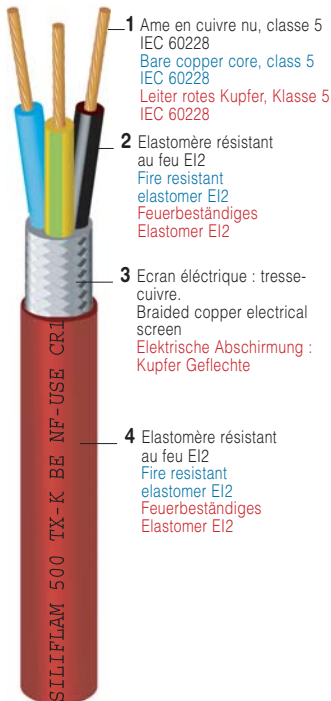 1 Ame en cuivre nu, classe 5
IEC 60228
Bare copper core, class 5
IEC 60228
Leiter rotes Kupfer, Klasse 5
IEC 60228
2 Elastomère résistant
au feu EI2
Fire resistant
elastomer EI2
Feuerbeständiges
Elastomer EI2
3 Ecran éléctrique : tresse-
cuivre.
Braided copper electrical
screen
Elektrische Abschirmung :
Kupfer Geflechte
4 Elastomère résistant
au feu EI2
Fire resistant
elastomer EI2
Feuerbeständiges
Elastomer EI2
SILIFLAM 500 TX-K BE NF-USE CR1